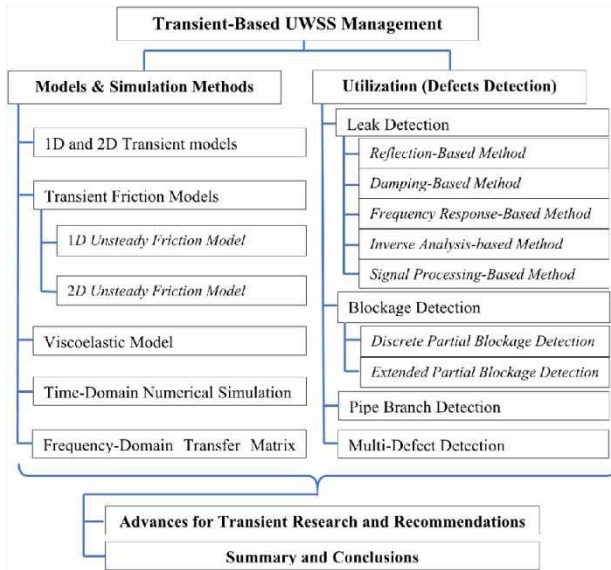 Transient-Based UWSS Management
Models & Simulation Methods
1D and 2D Transient models
Transient Friction Models
1D Unsteady Friction Model
2D Unsteady Friction Model
Viscoelastic Model
Time-Domain Numerical Simulation
Frequency-Domain Transfer Matrix
Utilization (Defects Detection)
Leak Detection
Reflection-Based Method
Damping-Based Method
Frequency Response-Based Method
Inverse Analysis-based Method
Signal Processing-Based Method
Blockage Detection
Discrete Partial Blockage Detection
Extended Partial Blockage Detection
Pipe Branch Detection
Multi-Defect Detection
Advances for Transient Research and Recommendations
Summary and Conclusions